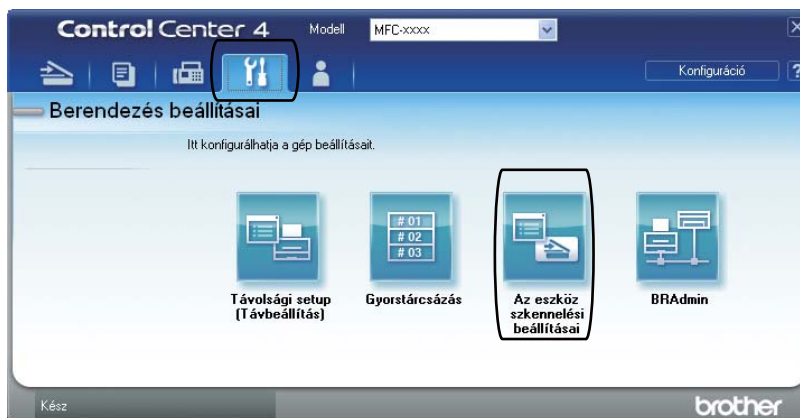 Control Center 4
Modell
MFC-xxxx
Konfiguráció
?
Berendezés beállításai
Itt konfigurálhatja a gép beállításait.
# 01
# 02
# 03
Távolsági setup
(Távbeállítás)
Gyorstárcsázás
Az eszköz
szkennelési
beállításai
BRAdmin
Kész
brother